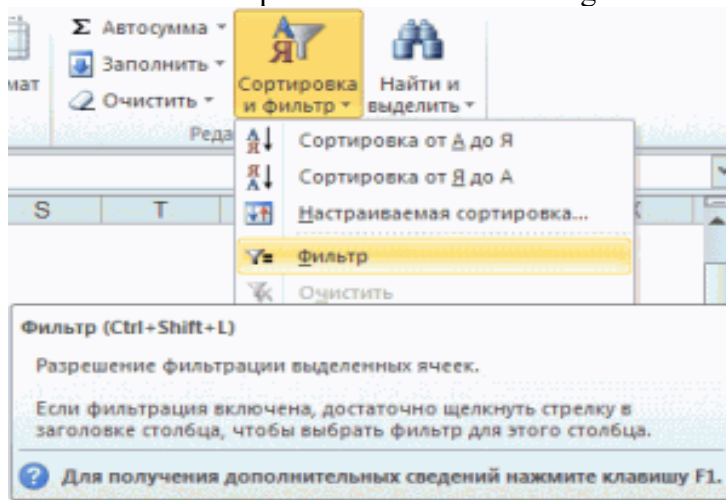 Σ Автосумма
Заполнить
Очистить
Сортировка
и фильтр
Найти и
выделить
Сортировка от А до Я
Сортировка от Я до А
S T
Настраиваемая сортировка...
Фильтр
Очистить
Фильтр (Ctrl+Shift+L)
Разрешение фильтрации выделенных ячеек.
Если фильтрация включена, достаточно щелкнуть стрелку в
заголовке столбца, чтобы выбрать фильтр для этого столбца.
Для получения дополнительных сведений нажмите клавишу F1.